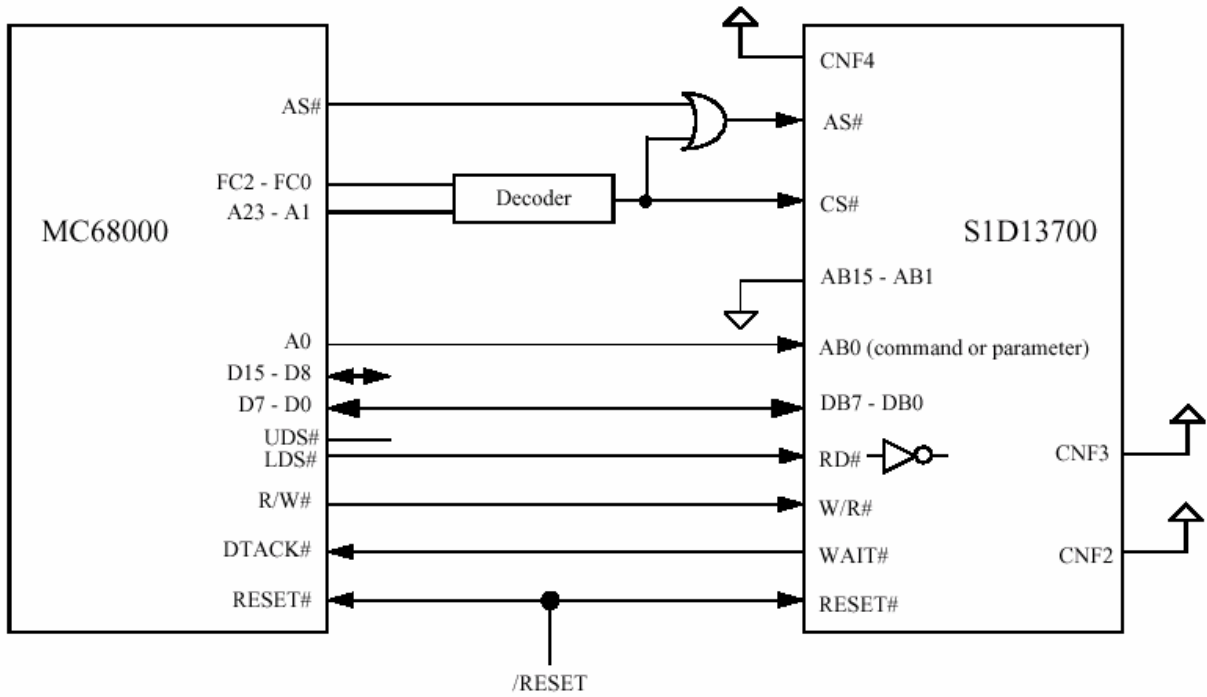 CNF4
AS#
AS#
FC2 - FC0
Decoder
CS#
A23 - A1
MC68000
S1D13700
AB15 - AB1
A0
AB0 (command or parameter)
D15 - D8
D7 - D0
DB7 - DB0
UDS#
LDS#
RD#
CNF3
R/W#
W/R#
DTACK#
WAIT#
CNF2
RESET#
RESET#
/RESET